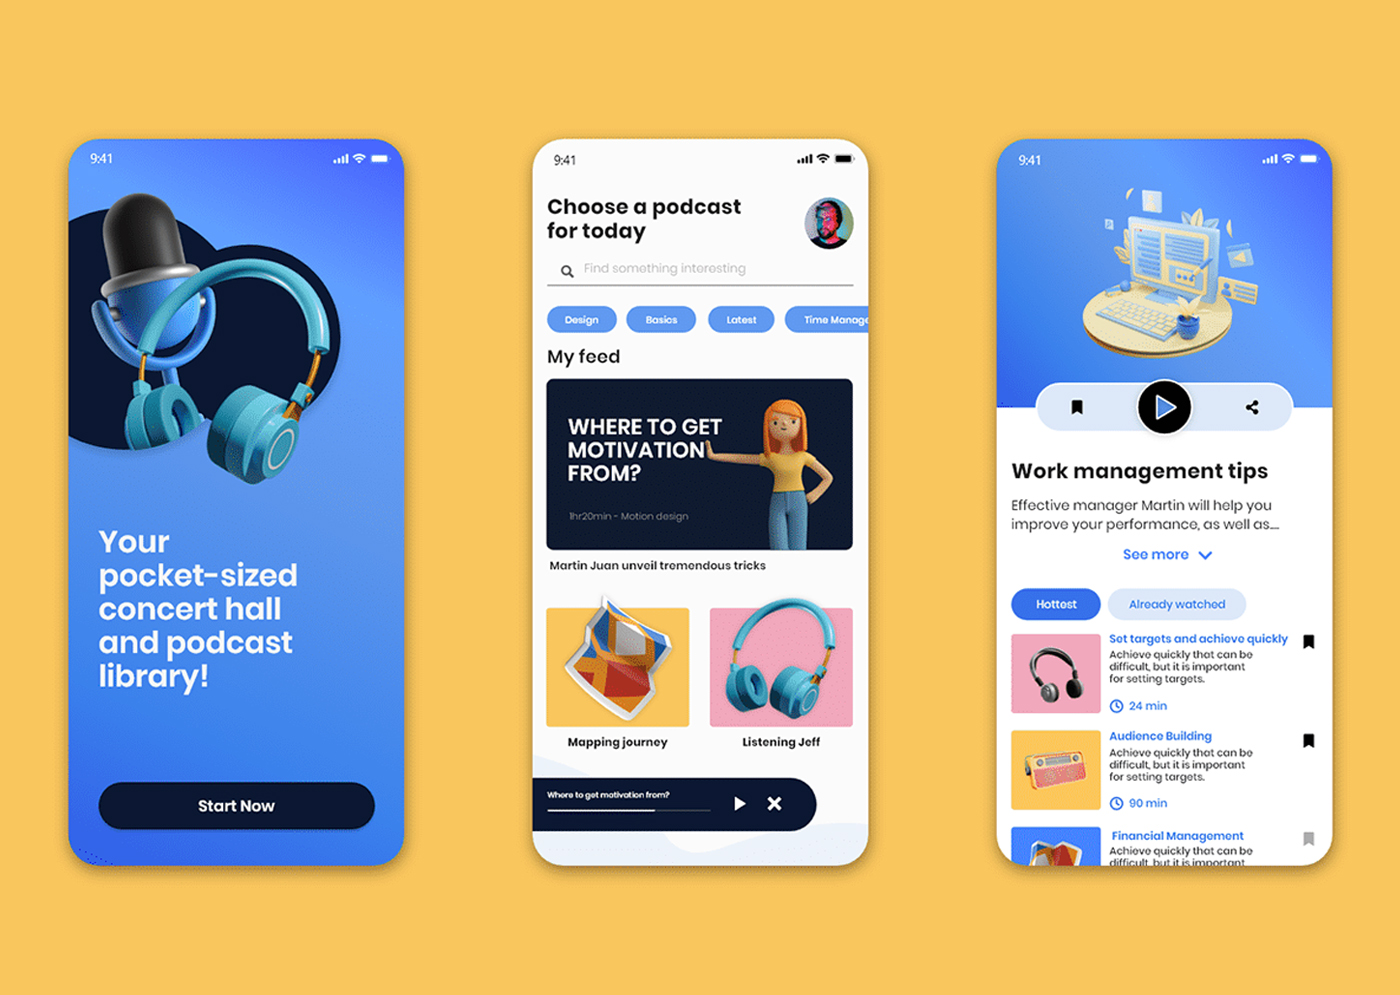 9:41
Your
pocket-sized
concert hall
and podcast
library!
Start Now
9:41
Choose a podcast
for today
Find something interesting
Design
Basics
Latest
Time Manage
My feed
WHERE TO GET
MOTIVATION
FROM?
1hr20min - Motion design
Martin Juan unveil tremendous tricks
Mapping journey
Listening Jeff
Where to get motivation from?
9:41
Work management tips
Effective manager Martin will help you
improve your performance, as well as....
See more
Hottest
Already watched
Set targets and achieve quickly
Achieve quickly that can be
difficult, but it is important
for setting targets.
24 min
Audience Building
Achieve quickly that can be
difficult, but it is important
for setting targets.
90 min
Financial Management
Achieve quickly that can be
difficult, but it is important